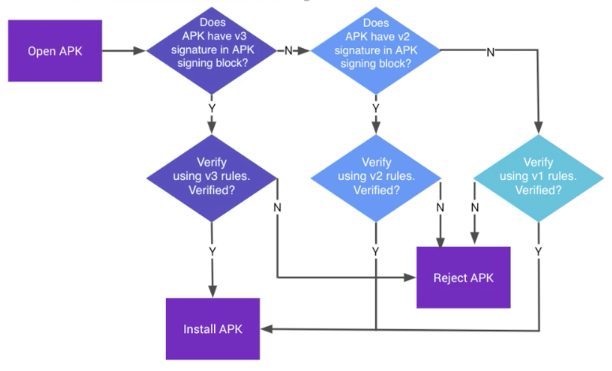 Open APK
Does
APK have v3
signature in APK
signing block?
N
Does
APK have v2
signature in APK
signing block?
N
Y
Y
Verify
using v3 rules.
Verified?
Verify
using v2 rules.
Verified?
Verify
using v1 rules.
Verified?
N
N
N
Y
Y
Y
Reject APK
Install APK